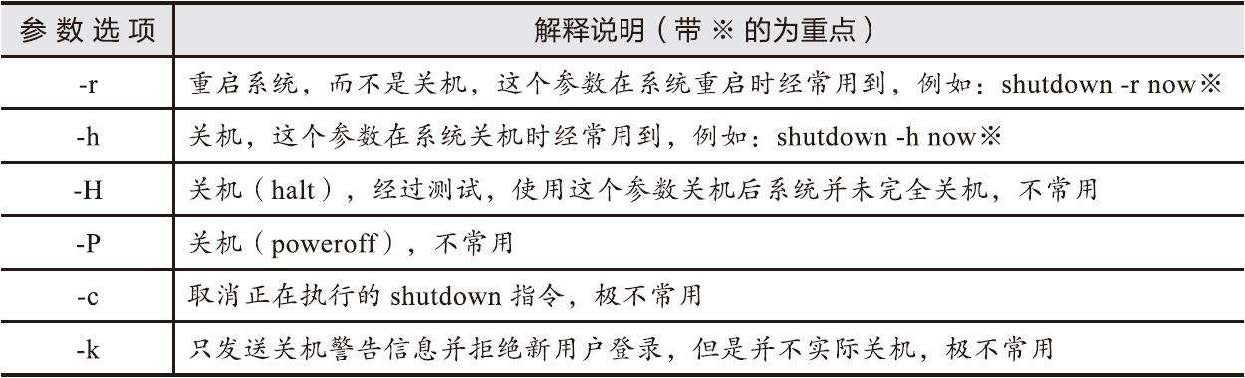 参数选项 解释说明（带 ※ 的为重点）
-r 重启系统，而不是关机，这个参数在系统重启时经常用到，例如：shutdown -r now※
-h 关机，这个参数在系统关机时经常用到，例如：shutdown -h now※
-H 关机（halt），经过测试，使用这个参数关机后系统并未完全关机，不常用
-P 关机（poweroff），不常用
-c 取消正在执行的 shutdown 指令，极不常用
-k 只发送关机警告信息并拒绝新用户登录，但是并不实际关机，极不常用